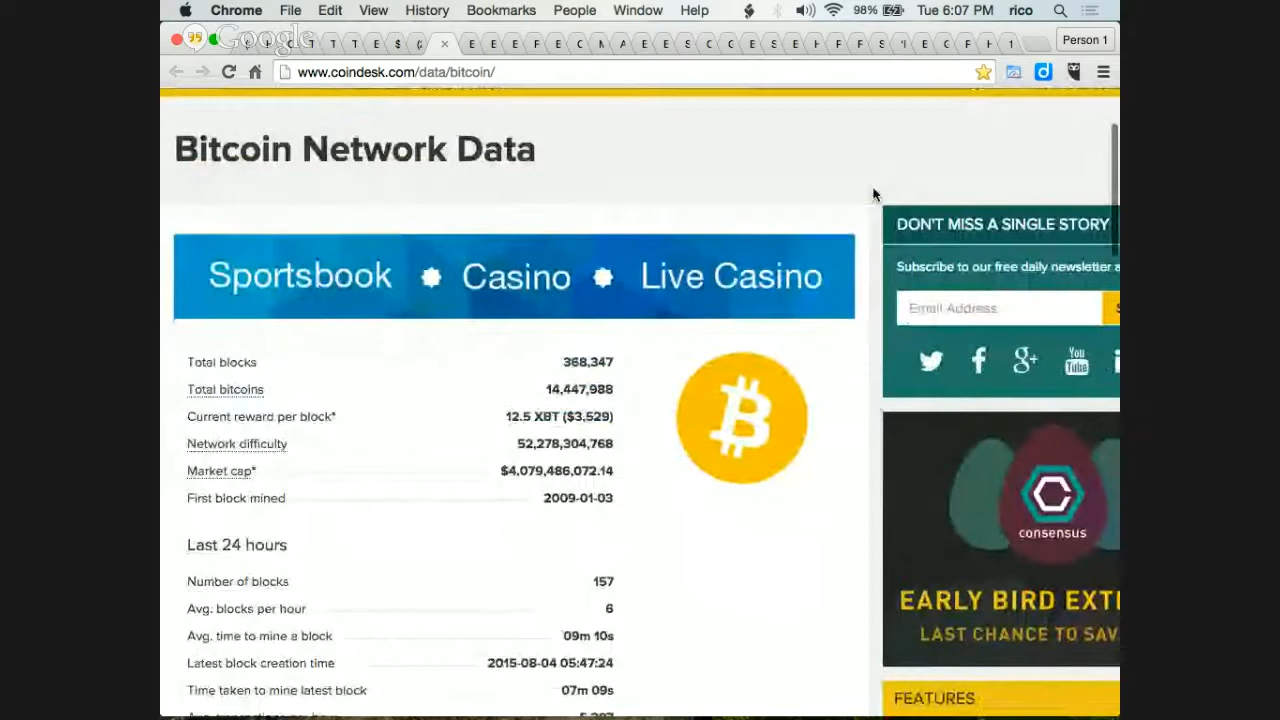 Chrome File Edit View History Bookmarks People Window Help 98% Tue 6:07 PM rico
Google
Person 1
www.coindesk.com/data/bitcoin/
Bitcoin Network Data
DON'T MISS A SINGLE STORY
Subscribe to our free daily newsletter a
Email Address
Sportsbook Casino Live Casino
You Tube
Total blocks 368,347
Total bitcoins 14,447,988
Current reward per block* 12.5 XBT ($3,529)
Network difficulty 52,278,304,768
Market cap* $4,079,486,072.14
First block mined 2009-01-03
consensus
Last 24 hours
Number of blocks 157
EARLY BIRD EXT
Avg. blocks per hour 6
LAST CHANCE TO SAV
Avg. time to mine a block 09m 10s
Latest block creation time 2015-08-04 05:47:24
Time taken to mine latest block 07m 09s
FEATURES